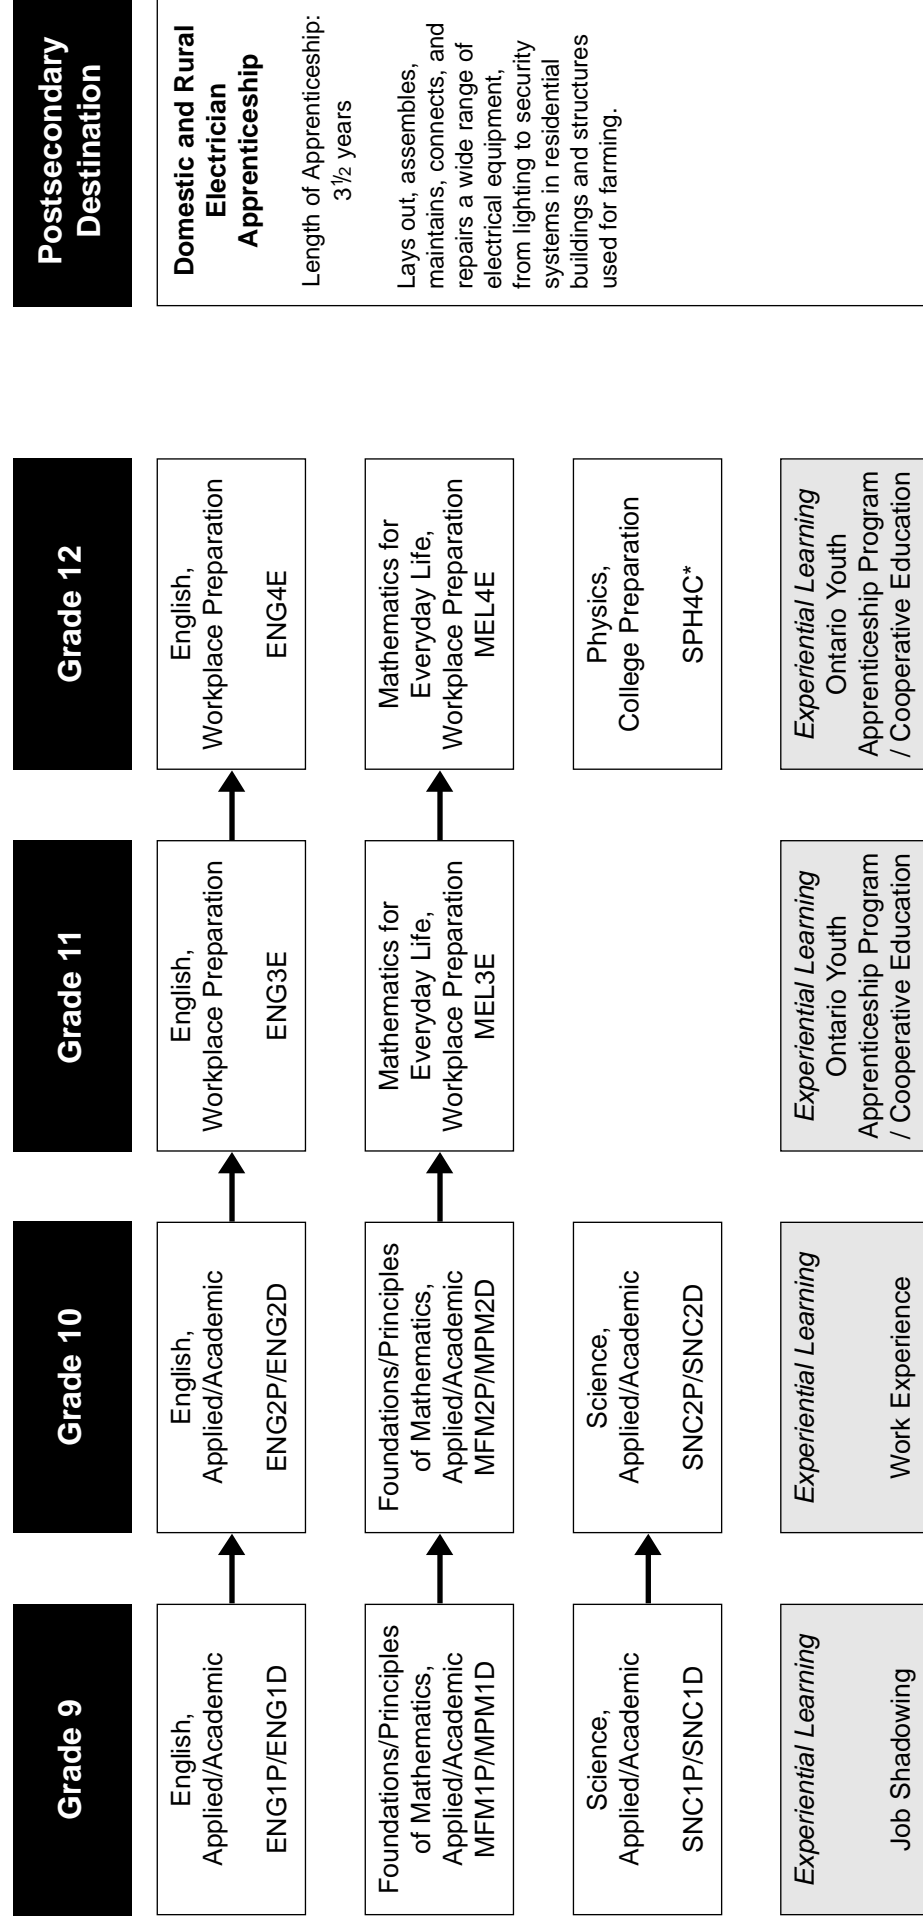 Grade 9
Grade 10
Grade 11
Grade 12
Postsecondary
Destination
English,
Applied/Academic
ENG1P/ENG1D
English,
Applied/Academic
ENG2P/ENG2D
English,
Workplace Preparation
ENG3E
English,
Workplace Preparation
ENG4E
Domestic and Rural
Electrician
Apprenticeship
Length of Apprenticeship:
3½ years
Lays out, assembles,
maintains, connects, and
repairs a wide range of
electrical equipment,
from lighting to security
systems in residential
buildings and structures
used for farming.
Foundations/Principles
of Mathematics,
Applied/Academic
MFM1P/MPM1D
Foundations/Principles
of Mathematics,
Applied/Academic
MFM2P/MPM2D
Mathematics for
Everyday Life,
Workplace Preparation
MEL3E
Mathematics for
Everyday Life,
Workplace Preparation
MEL4E
Science,
Applied/Academic
SNC1P/SNC1D
Science,
Applied/Academic
SNC2P/SNC2D
Physics,
College Preparation
SPH4C*
Experiential Learning
Job Shadowing
Experiential Learning
Work Experience
Experiential Learning
Ontario Youth
Apprenticeship Program
/ Cooperative Education
Experiential Learning
Ontario Youth
Apprenticeship Program
/ Cooperative Education